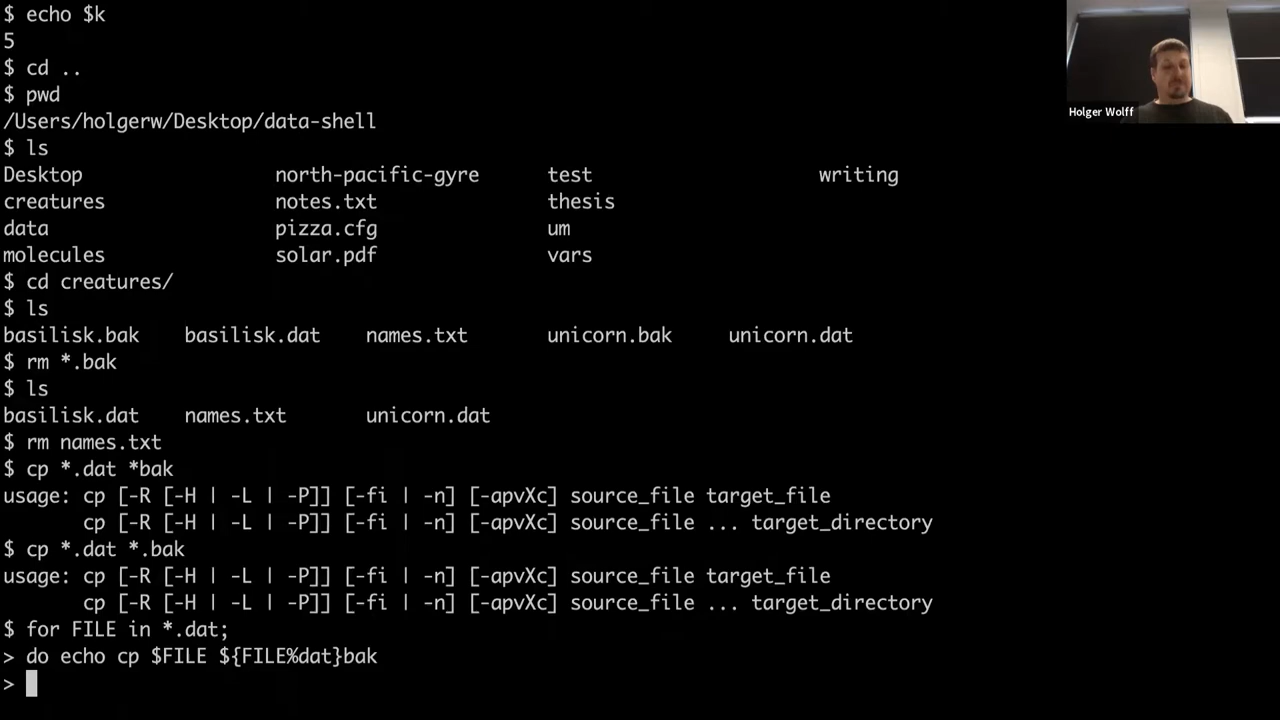 $ echo $k
5
$ cd ..
$ pwd
/Users/holgerw/Desktop/data-shell
$ ls
Desktop north-pacific-gyre test writing
creatures notes.txt thesis
data pizza.cfg um
molecules solar.pdf vars
$ cd creatures/
$ ls
basilisk.bak basilisk.dat names.txt unicorn.bak unicorn.dat
$ rm *.bak
$ ls
basilisk.dat names.txt unicorn.dat
$ rm names.txt
$ cp *.dat *bak
usage: cp [-R [-H | -L | -P]] [-fi | -n] [-apvXc] source_file target_file
cp [-R [-H | -L | -P]] [-fi | -n] [-apvXc] source_file ... target_directory
$ cp *.dat *.bak
usage: cp [-R [-H | -L | -P]] [-fi | -n] [-apvXc] source_file target_file
cp [-R [-H | -L | -P]] [-fi | -n] [-apvXc] source_file ... target_directory
$ for FILE in *.dat;
> do echo cp $FILE ${FILE%dat}bak
>
Holger Wolff